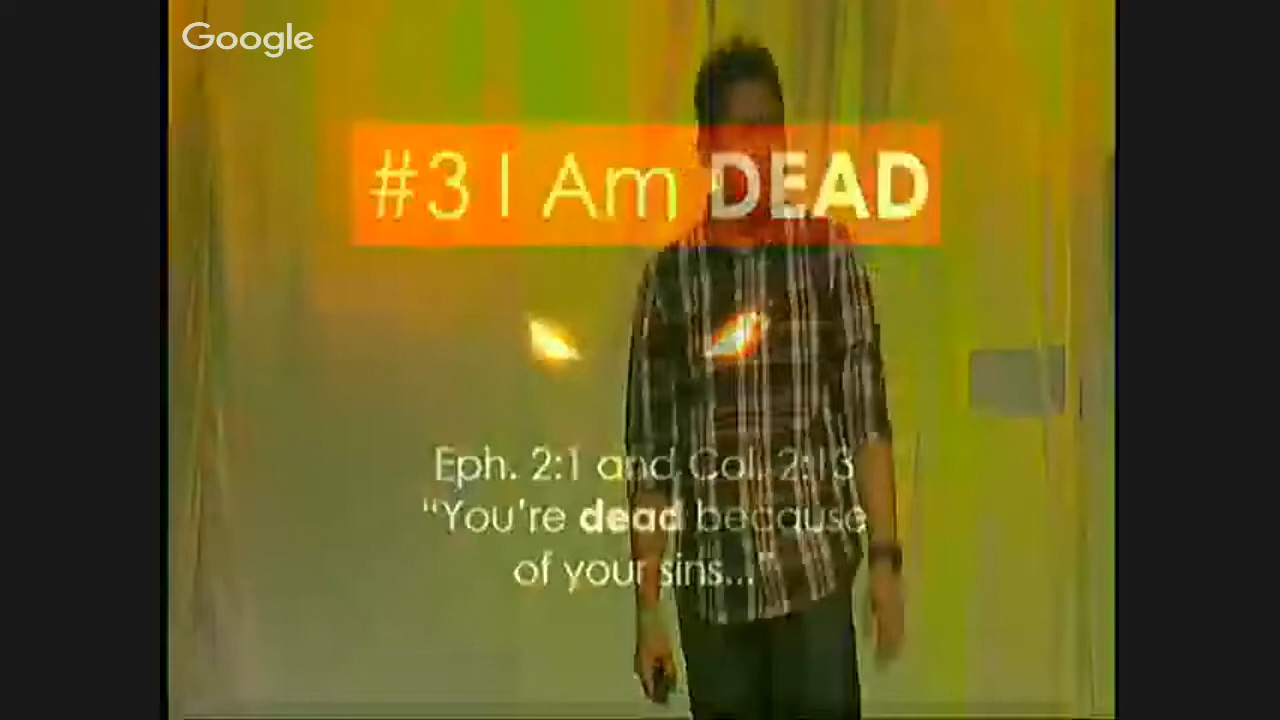 Google
#3 I Am DEAD
Eph. 2:1 and Col. 2:13
“You're dead because
of your sins...”